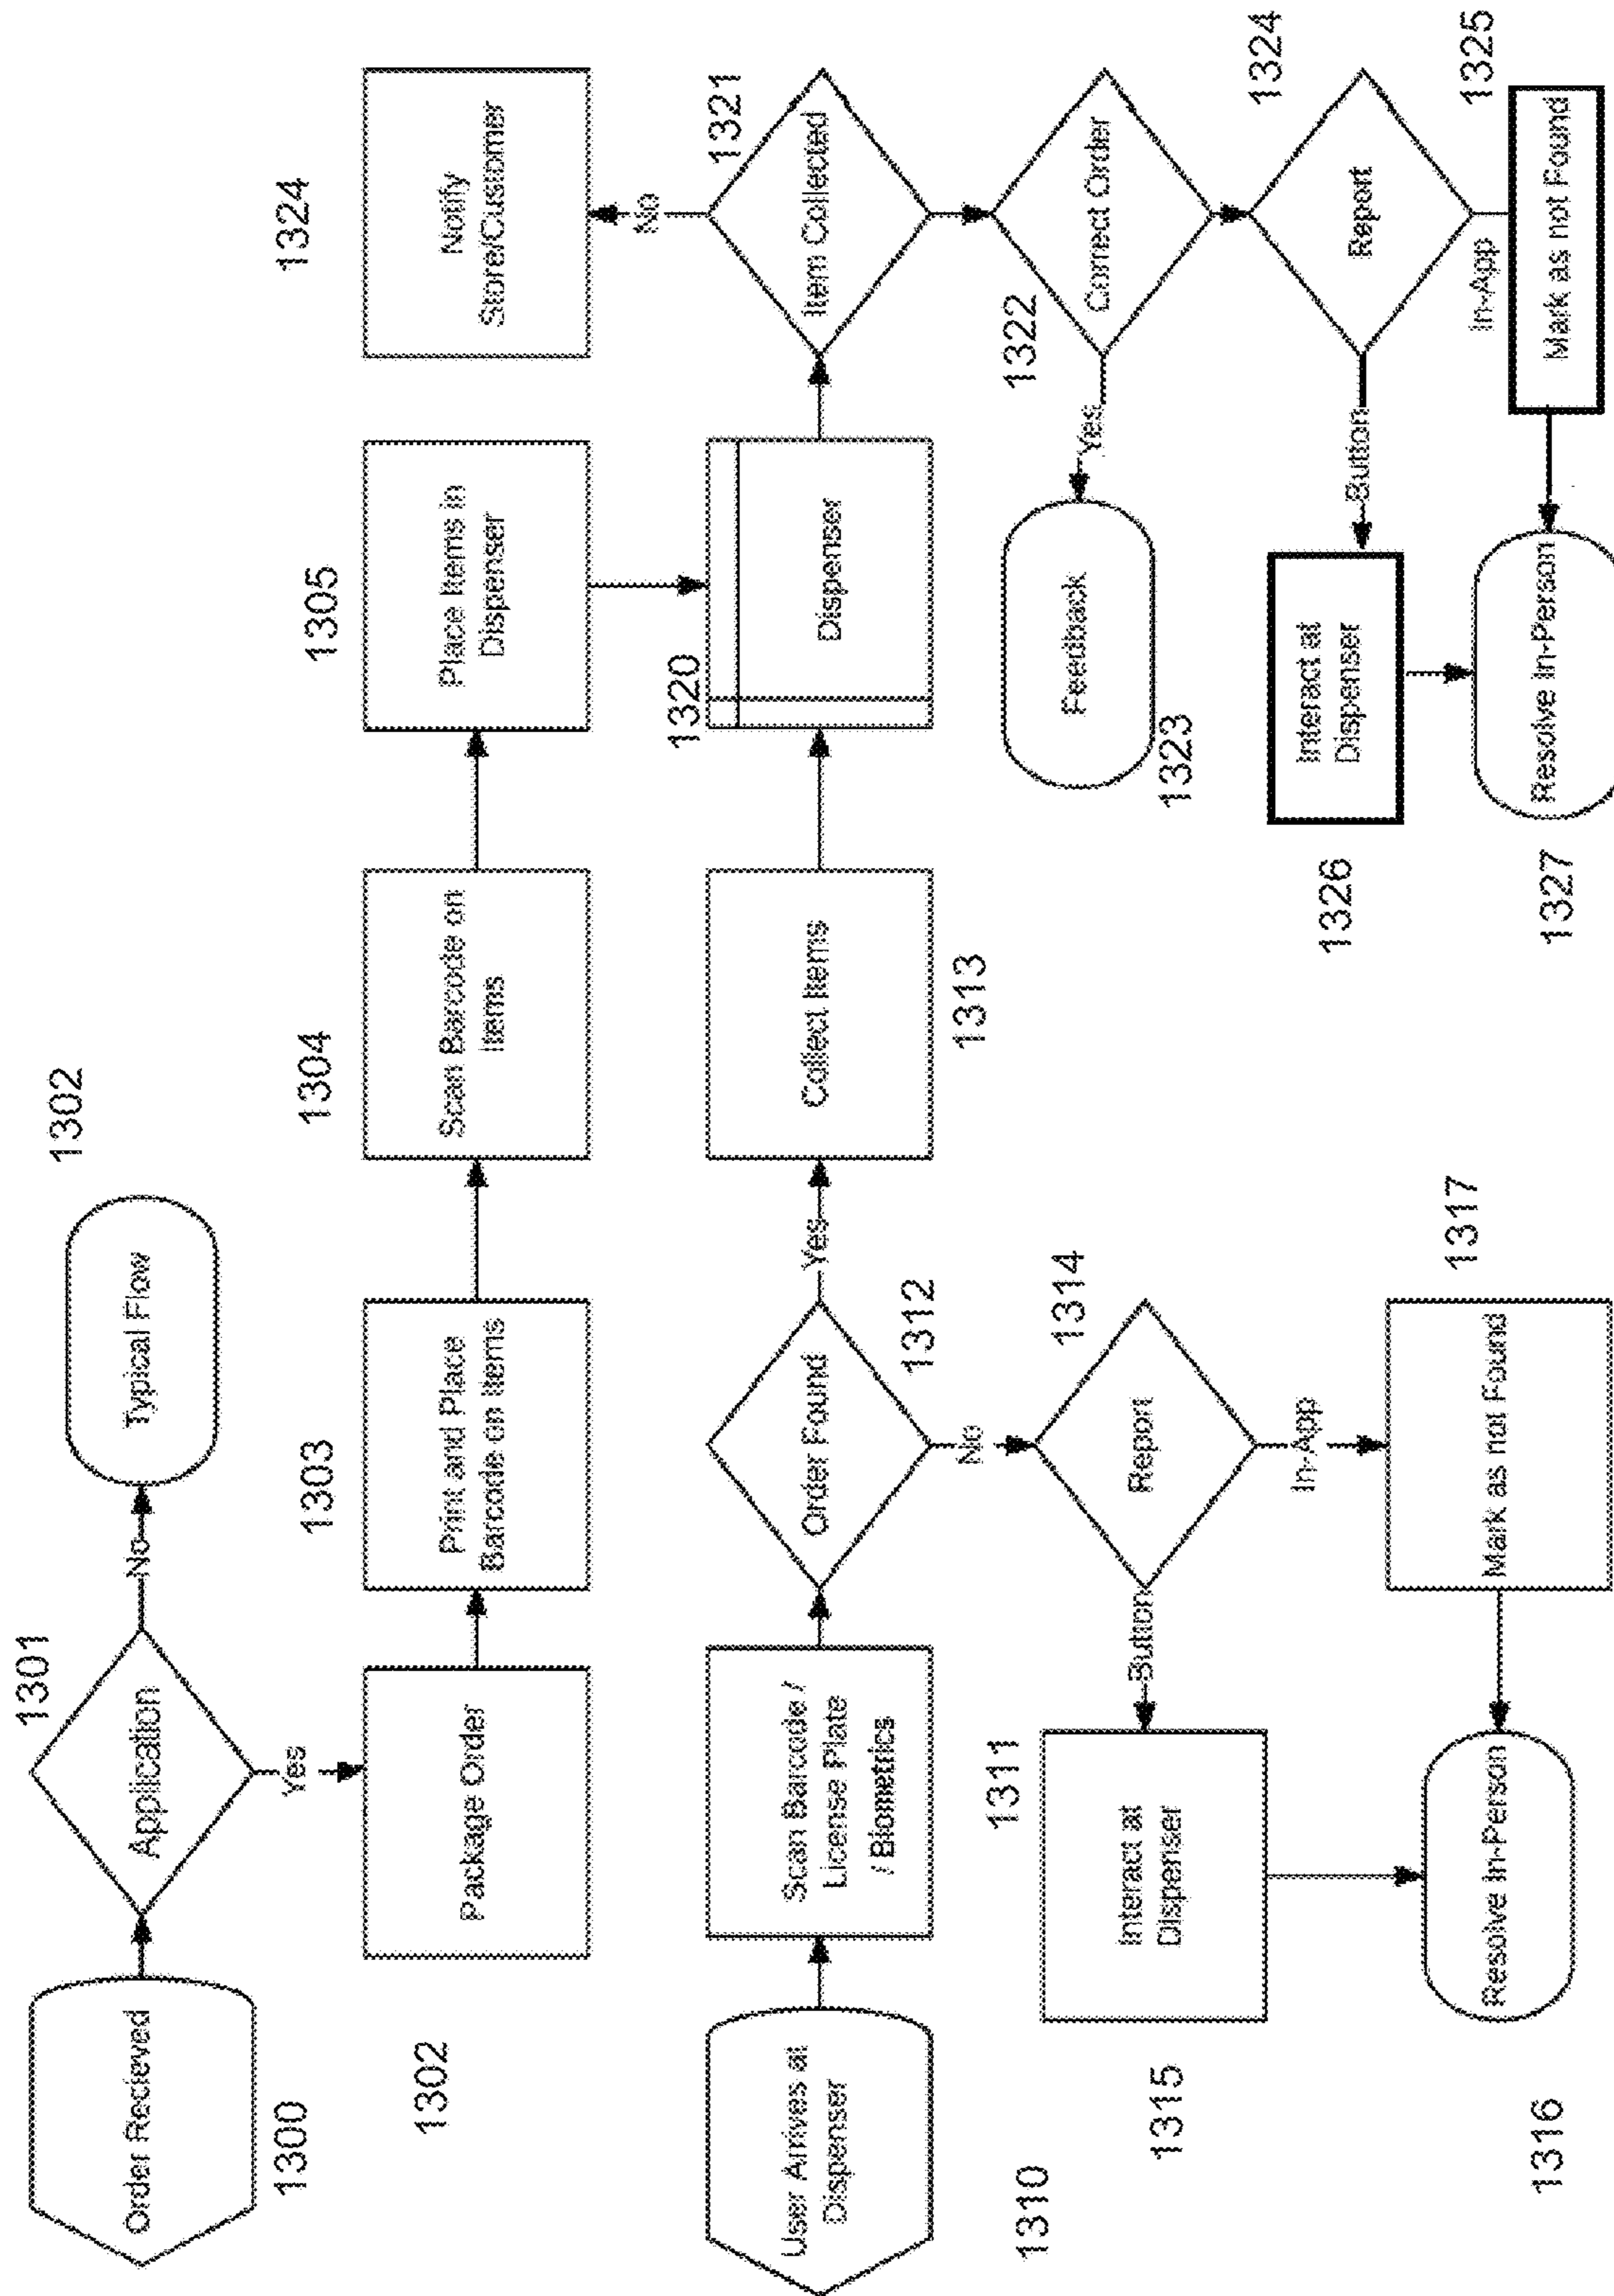 1300
Order Recieved
1301
Application
No
Typical Flow
1302
Yes
1302
Package Order
1303
Print and Place
Barcode on Items
1304
Scan Barcode on
Items
1305
Place Items in
Dispenser
1324
Notify
Store/Customer
1310
User Arrives at
Dispenser
1311
Scan Barcode /
License Plate
/ Biometrics
1312
Order Found
Yes
1313
Collect Items
1320
Dispenser
1321
Item Collected
No
No
1314
Report
Button
1315
Interact at
Dispenser
In-App
1317
Mark as not Found
1316
Resolve In-Person
1322
Correct Order
Yes
1323
Feedback
1324
Report
Button
1326
Interact at
Dispenser
In-App
1325
Mark as not Found
1327
Resolve In-Person